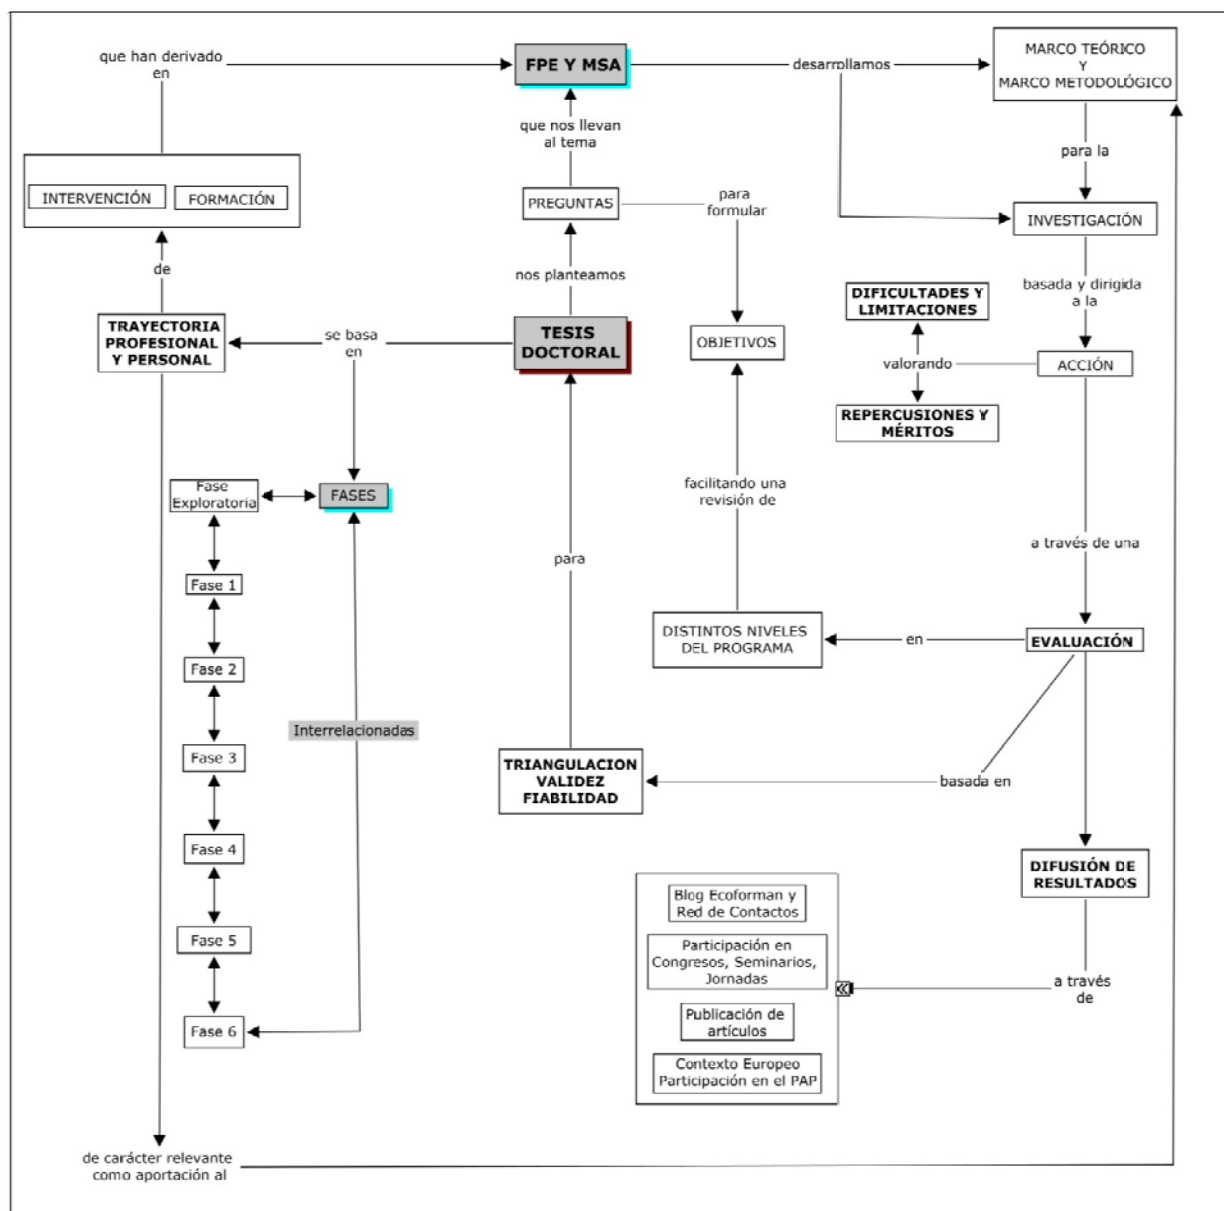 que han derivado
en
FPE Y MSA
desarrollamos
MARCO TEÓRICO
Y
MARCO METODOLÓGICO
que nos llevan
al tema
para la
INTERVENCIÓN
FORMACIÓN
PREGUNTAS
para
formular
INVESTIGACIÓN
de
nos planteamos
basada y dirigida
a la
DIFICULTADES Y
LIMITACIONES
TRAYECTORIA
PROFESIONAL
Y PERSONAL
se basa
en
TESIS
DOCTORAL
OBJETIVOS
valorando
ACCIÓN
REPERCUSIONES Y
MÉRITOS
Fase
Exploratoria
FASES
facilitando una
revisión de
para
a través de una
Fase 1
Fase 2
DISTINTOS NIVELES
DEL PROGRAMA
en
EVALUACIÓN
Interrelacionadas
Fase 3
TRIANGULACION
VALIDEZ
FIABILIDAD
basada en
Fase 4
DIFUSIÓN DE
RESULTADOS
Blog Ecoforman y
Red de Contactos
Fase 5
Participación en
Congresos, Seminarios,
Jornadas
a través
de
Publicación de
artículos
Fase 6
Contexto Europeo
Participación en el PAP
de carácter relevante
como aportación al